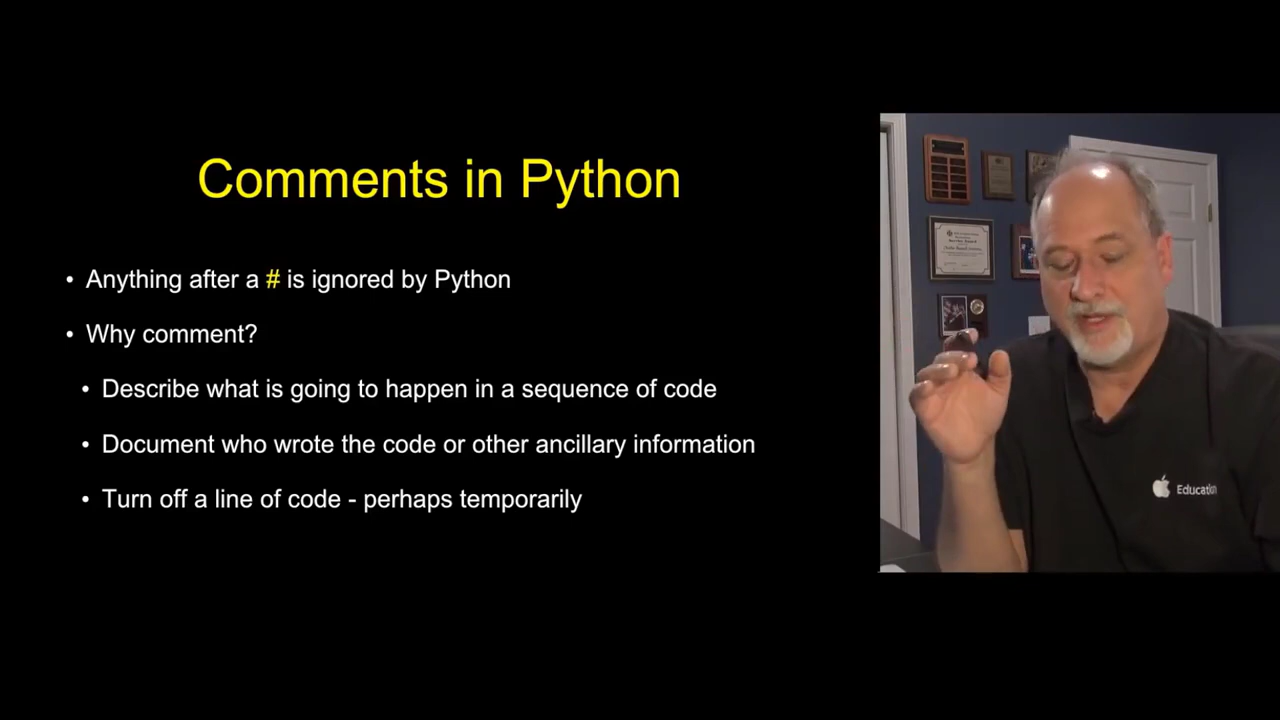 Comments in Python
• Anything after a # is ignored by Python
• Why comment?
• Describe what is going to happen in a sequence of code
• Document who wrote the code or other ancillary information
• Turn off a line of code - perhaps temporarily
Education